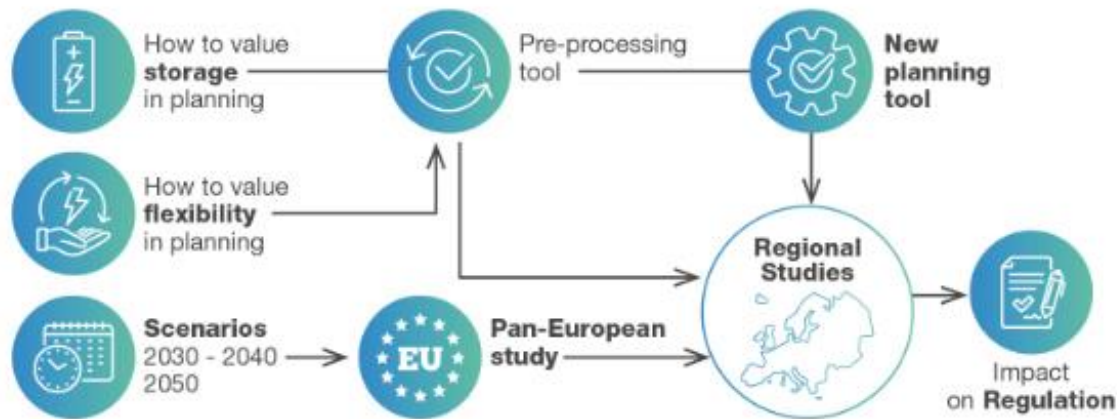 How to value
storage
in planning
Pre-processing
tool
New
planning
tool
How to value
flexibility
in planning
Regional
Studies
Scenarios
2030 - 2040
2050
EU
Pan-European
study
Impact
on Regulation